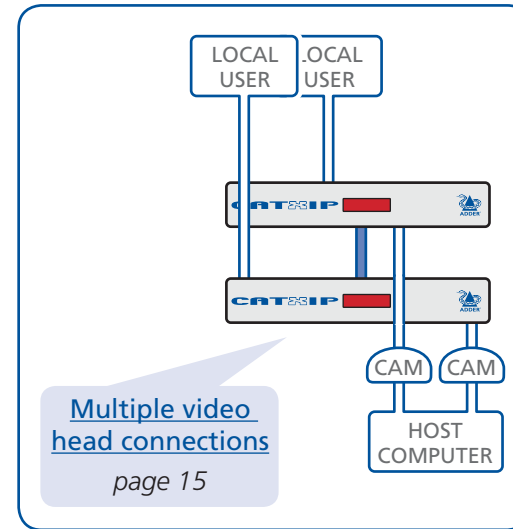 LOCAL
USER
LOCAL
USER
CATXIP
ADDER
CATXIP
ADDER
CAM
CAM
HOST
COMPUTER
Multiple video
head connections
page 15